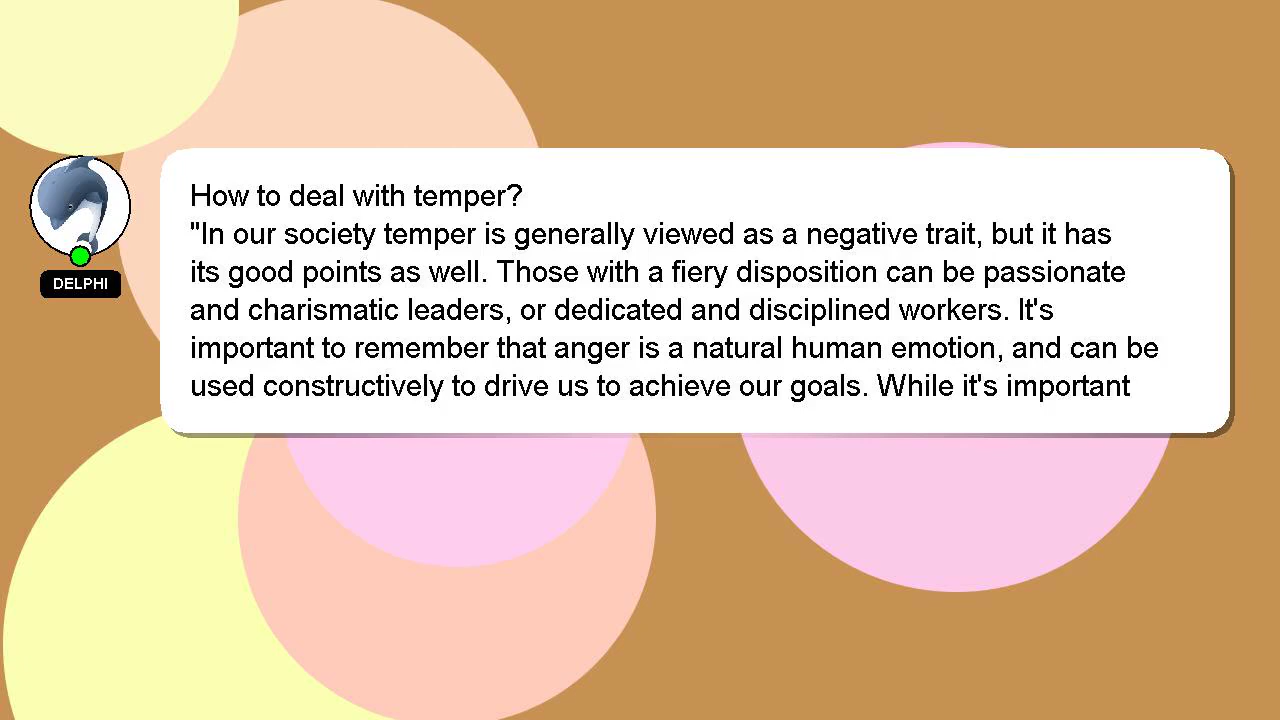 How to deal with temper?
"In our society temper is generally viewed as a negative trait, but it has
its good points as well. Those with a fiery disposition can be passionate
and charismatic leaders, or dedicated and disciplined workers. It's
important to remember that anger is a natural human emotion, and can be
used constructively to drive us to achieve our goals. While it's important
DELPHI